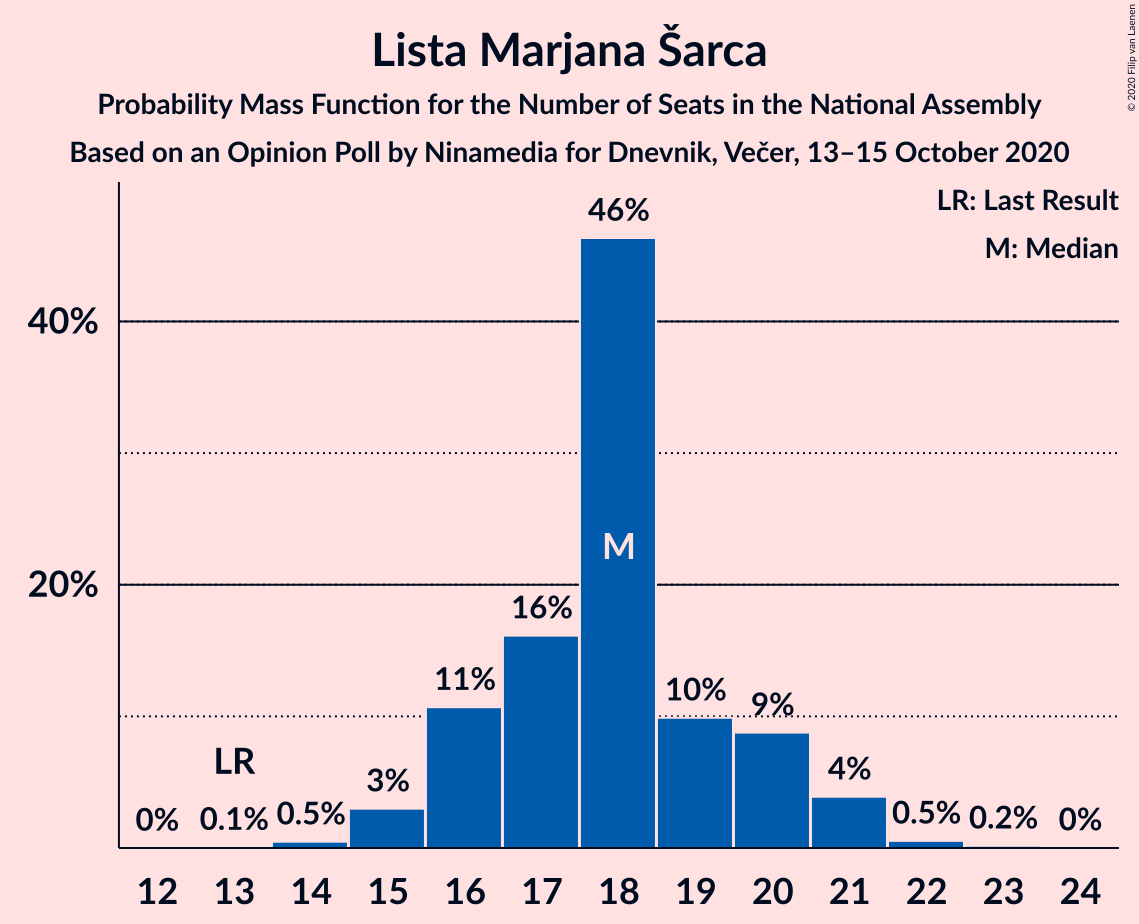 Lista Marjana Šarca
Probability Mass Function for the Number of Seats in the National Assembly
Based on an Opinion Poll by Ninamedia for Dnevnik, Večer, 13–15 October 2020
© 2020 Filip van Laenen
LR: Last Result
M: Median
46%
40%
M
20%
16%
11%
10%
9%
LR
3%
4%
0%
0.1%
0.5%
0.5%
0.2%
0%
12 13 14 15 16 17 18 19 20 21 22 23 24